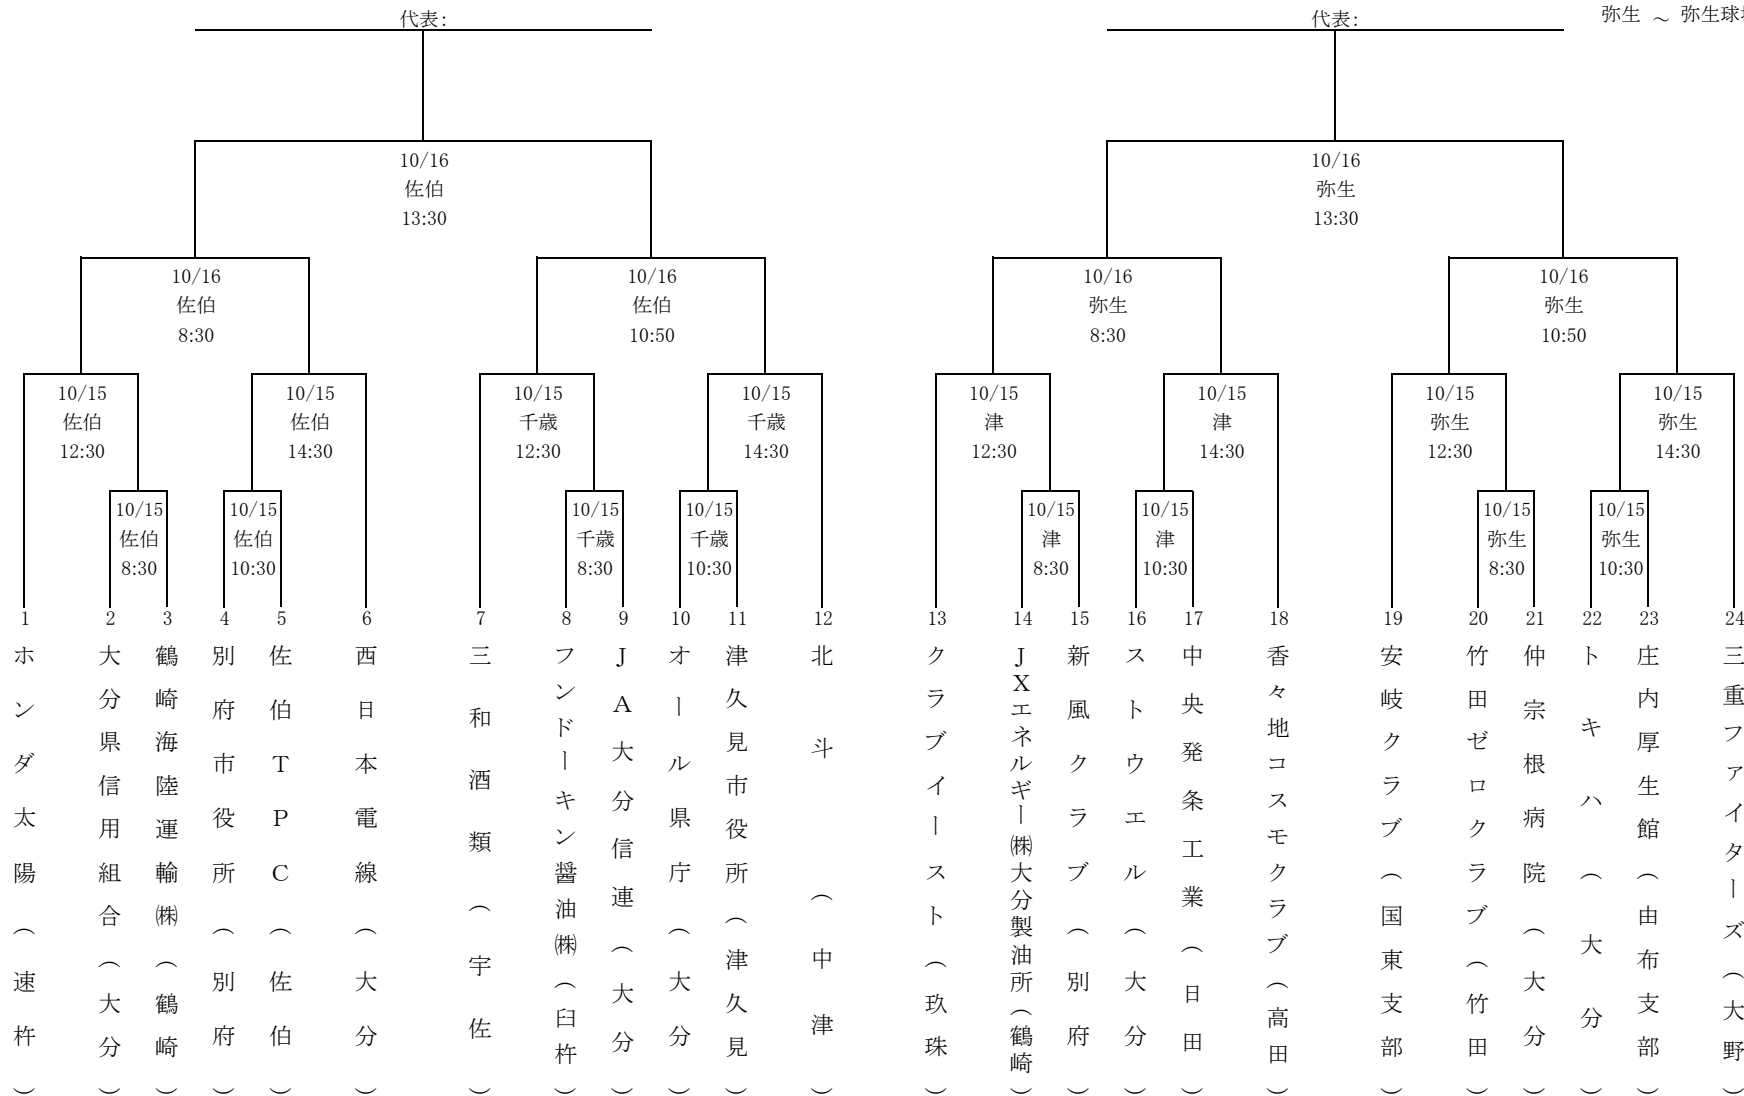 代表：
代表：
弥生 ～ 弥生球
10/16
佐伯
13:30
10/16
弥生
13:30
10/16
佐伯
8:30
10/16
佐伯
10:50
10/16
弥生
8:30
10/16
弥生
10:50
10/15
佐伯
12:30
10/15
佐伯
14:30
10/15
千歳
12:30
10/15
千歳
14:30
10/15
津
12:30
10/15
津
14:30
10/15
弥生
12:30
10/15
弥生
14:30
10/15
佐伯
8:30
10/15
佐伯
10:30
10/15
千歳
8:30
10/15
千歳
10:30
10/15
津
8:30
10/15
津
10:30
10/15
弥生
8:30
10/15
弥生
10:30
1
ホンダ太陽（速杵）
2
大分県信用組合（大分）
3
鶴崎海陸運輸㈱（鶴崎）
4
別府市役所（別府）
5
佐伯TPC（佐伯）
6
西日本電線（大分）
7
三和酒類（宇佐）
8
フンドーキン醤油㈱（臼杵）
9
JA大分信連（大分）
10
オール県庁（大分）
11
津久見市役所（津久見）
12
北斗（中津）
13
クラブイースト（玖珠）
14
JXエネルギー㈱大分製油所（鶴崎）
15
新風クラブ（別府）
16
ストウエル（大分）
17
中央発条工業（日田）
18
香々地コスモクラブ（高田）
19
安岐クラブ（国東支部）
20
竹田ゼロクラブ（竹田）
21
仲宗根病院（大分）
22
トキハ（大分）
23
庄内厚生館（由布支部）
24
三重ファイターズ（大野）